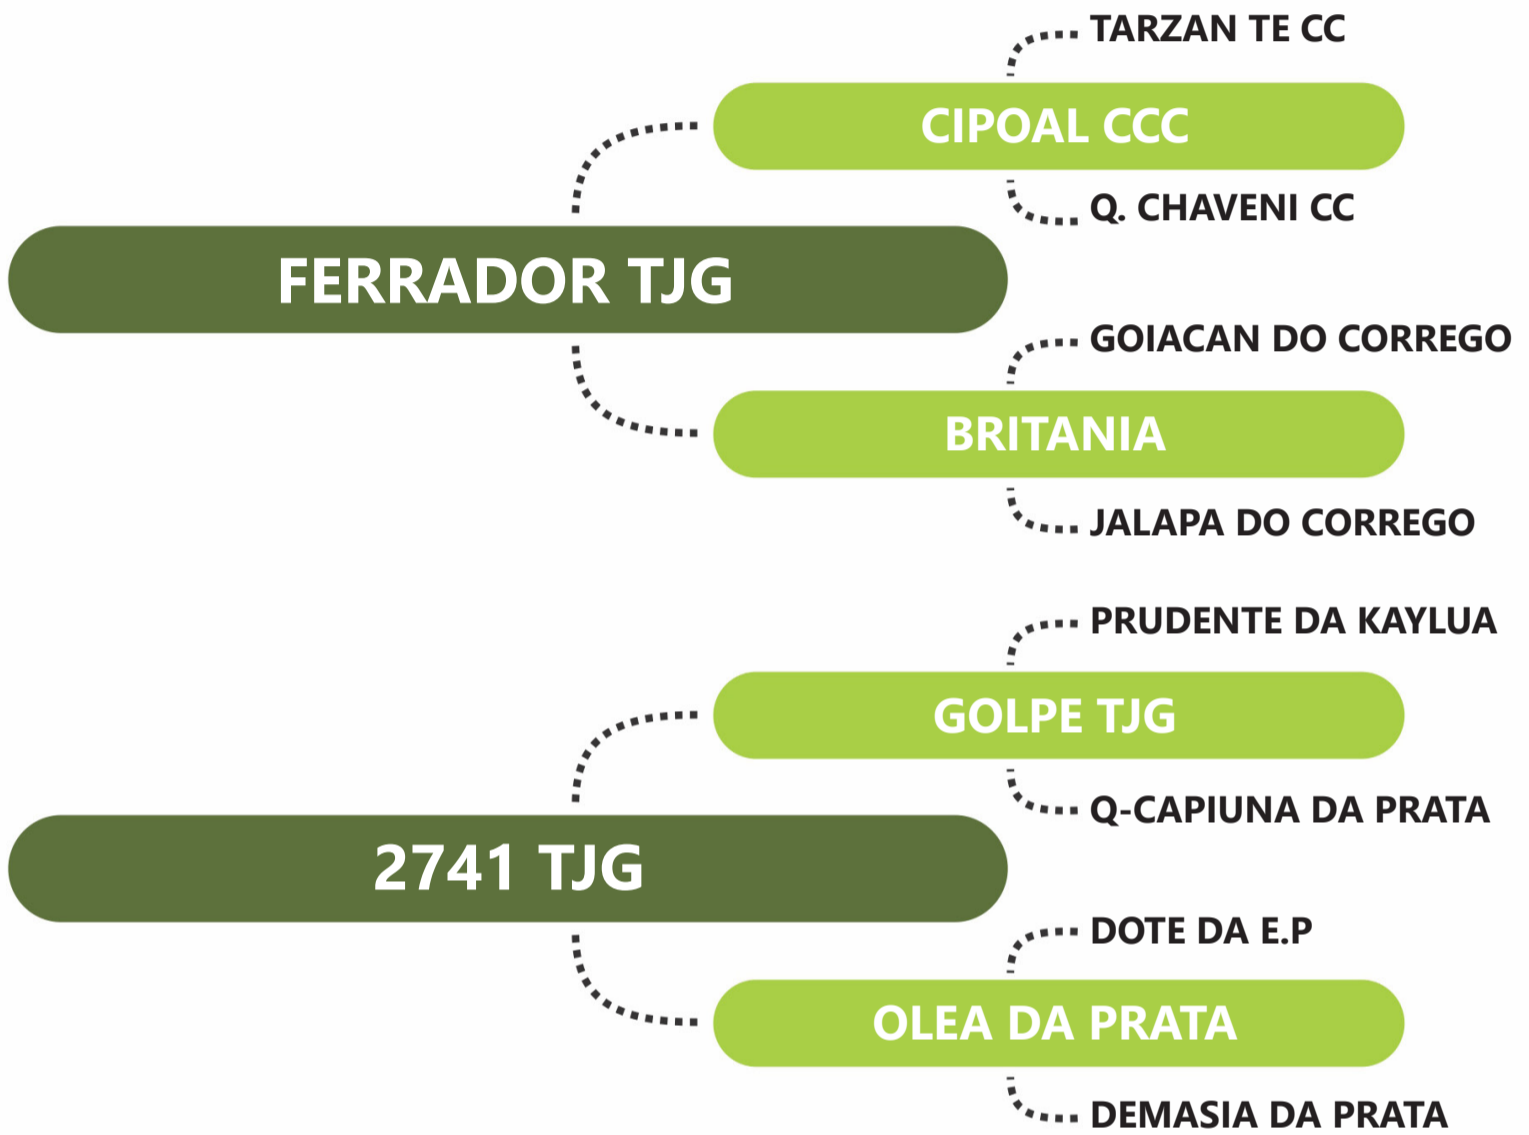 TARZAN TE CC
CIPOAL CCC
Q. CHAVENI CC
FERRADOR TJG
GOIACAN DO CORREGO
BRITANIA
JALAPA DO CORREGO
PRUDENTE DA KAYLUA
GOLPE TJG
Q-CAPIUNA DA PRATA
2741 TJG
DOTE DA E.P
OLEA DA PRATA
DEMASIA DA PRATA